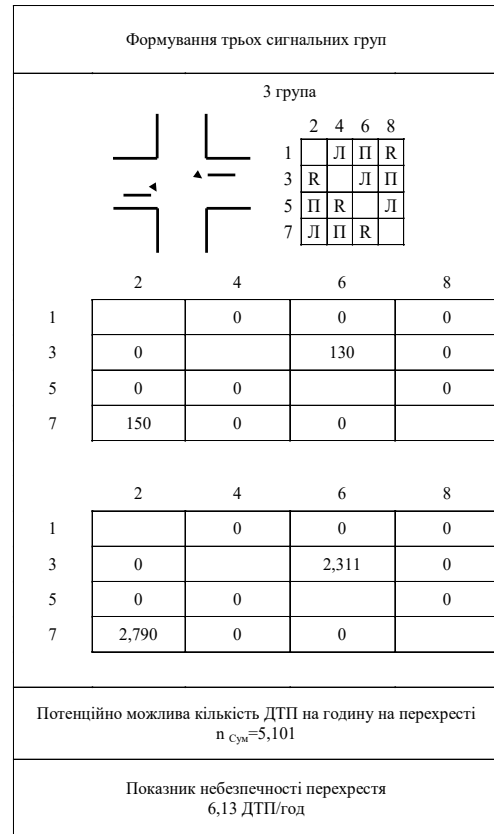 Формування трьох сигнальних груп
3 група
2 4 6 8
1 Л П R
3 R Л П
5 П R Л
7 Л П R
2 4 6 8
1 0 0 0
3 0 130 0
5 0 0 0
7 150 0 0
2 4 6 8
1 0 0 0
3 0 2,311 0
5 0 0 0
7 2,790 0 0
Потенційно можлива кількість ДТП на годину на перехресті
n Сум=5,101
Показник небезпечності перехрестя
6,13 ДТП/год